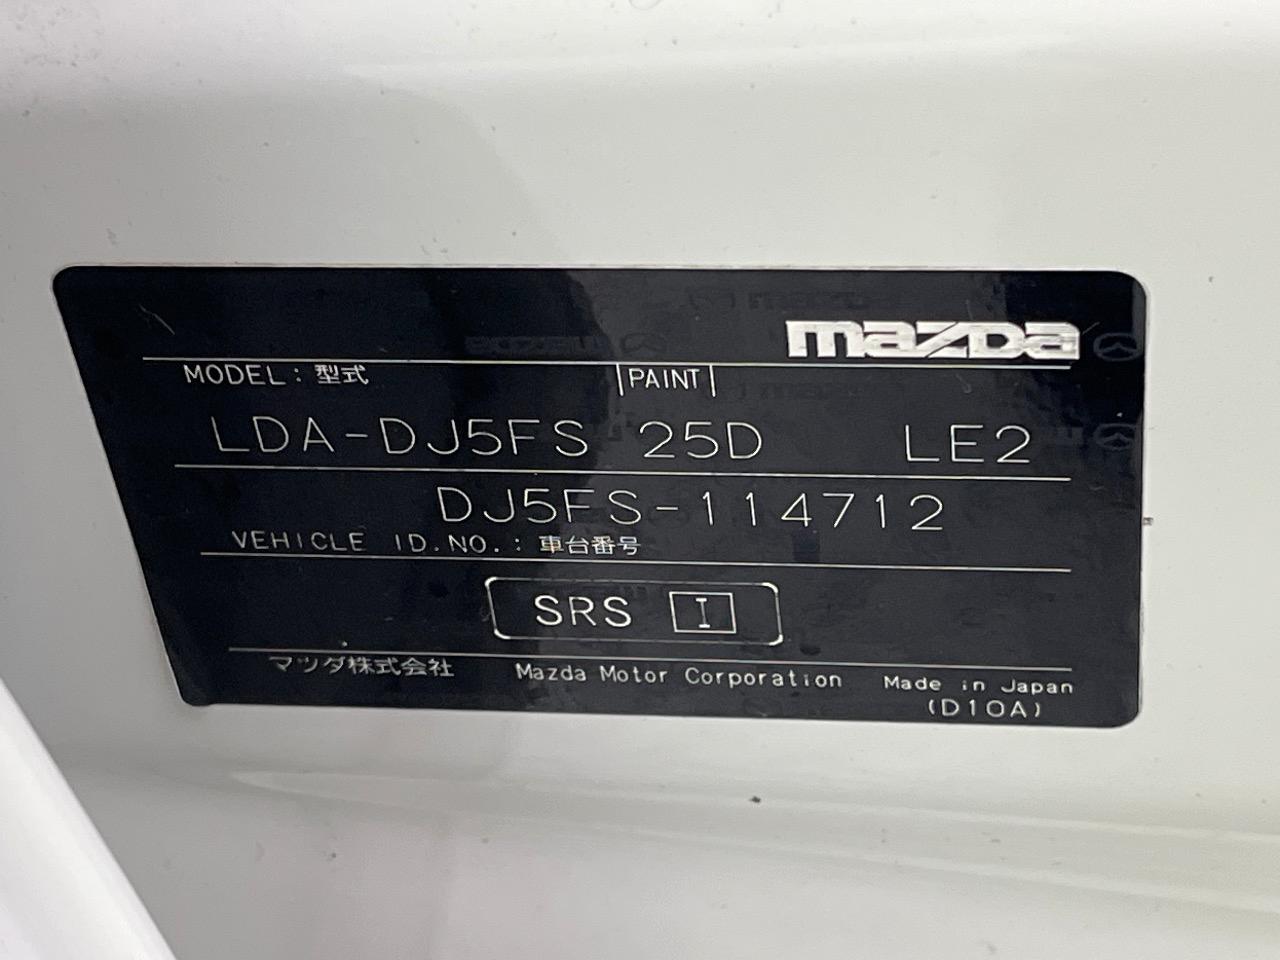 mazda
MODEL : 型式 PAINT
LDA-DJ5FS 25D LE2
DJ5FS-114712
VEHICLE ID.NO. : 車台番号
SRS I
マツダ株式会社 Mazda Motor Corporation Made in Japan
(D10A)